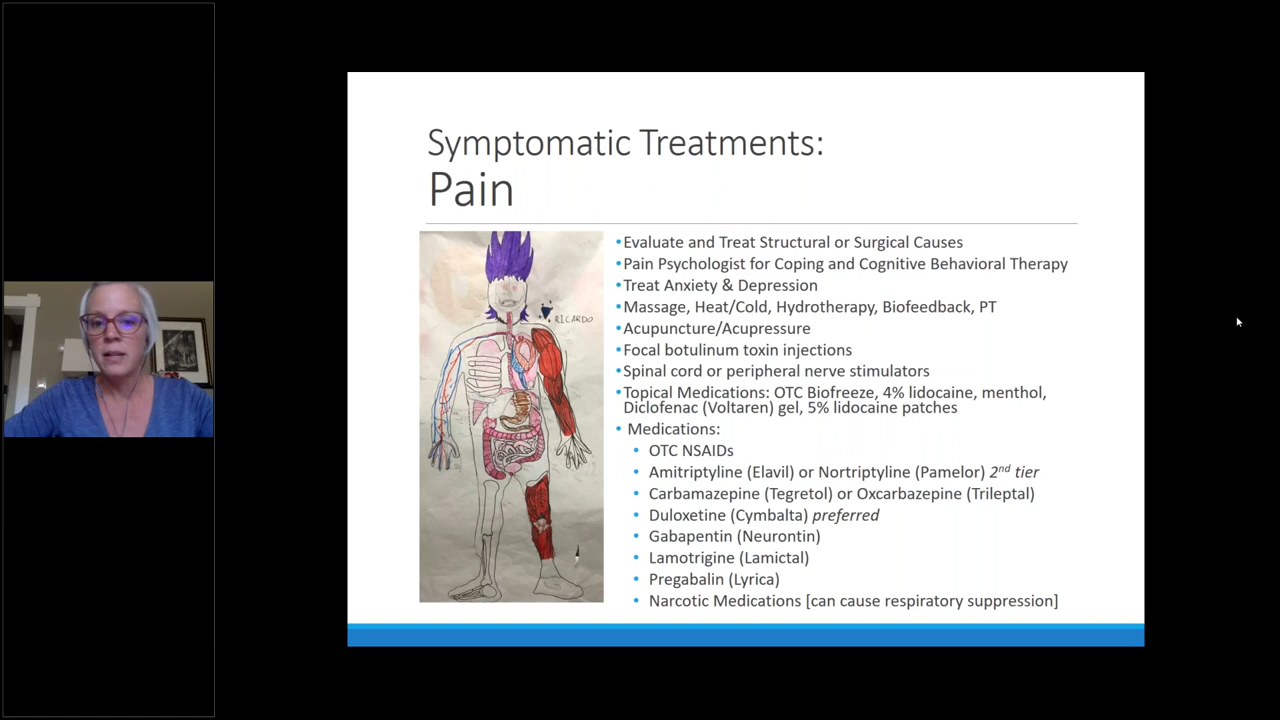 Symptomatic Treatments:
Pain
RICARDO
•Evaluate and Treat Structural or Surgical Causes
•Pain Psychologist for Coping and Cognitive Behavioral Therapy
•Treat Anxiety & Depression
•Massage, Heat/Cold, Hydrotherapy, Biofeedback, PT
•Acupuncture/Acupressure
•Focal botulinum toxin injections
•Spinal cord or peripheral nerve stimulators
•Topical Medications: OTC Biofreeze, 4% lidocaine, menthol,
Diclofenac (Voltaren) gel, 5% lidocaine patches
• Medications:
• OTC NSAIDs
• Amitriptyline (Elavil) or Nortriptyline (Pamelor) 2nd tier
• Carbamazepine (Tegretol) or Oxcarbazepine (Trileptal)
• Duloxetine (Cymbalta) preferred
• Gabapentin (Neurontin)
• Lamotrigine (Lamictal)
• Pregabalin (Lyrica)
• Narcotic Medications [can cause respiratory suppression]